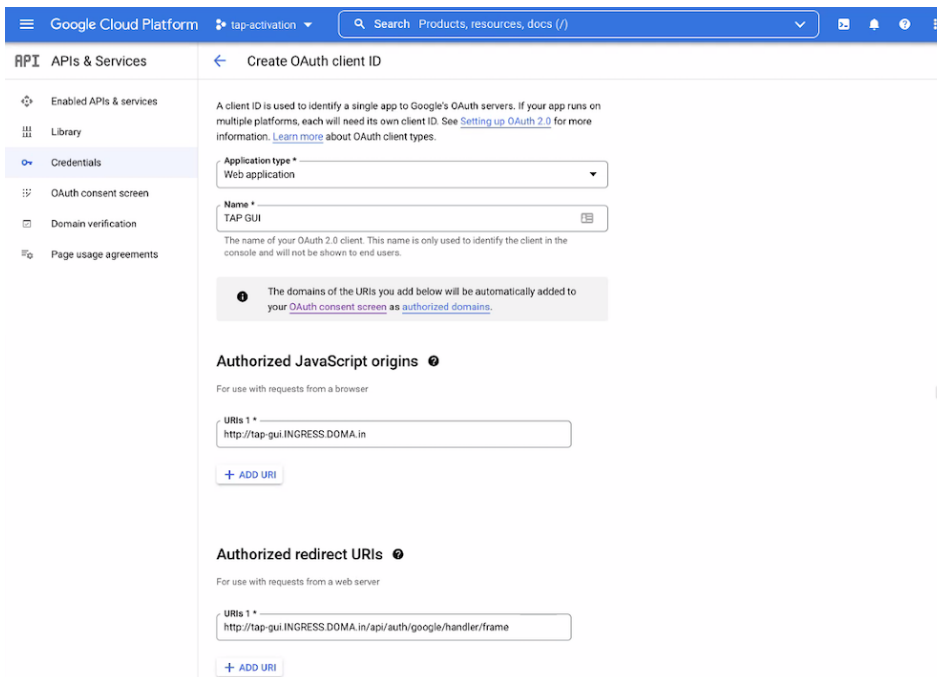 Google Cloud Platform
tap-activation
Search Products, resources, docs (/)
API APIs & Services
Create OAuth client ID
Enabled APIs & services
Library
Credentials
OAuth consent screen
Domain verification
Page usage agreements
A client ID is used to identify a single app to Google's OAuth servers. If your app runs on
multiple platforms, each will need its own client ID. See Setting up OAuth 2.0 for more
information. Learn more about OAuth client types.
Application type *
Web application
Name *
TAP GUI
The name of your OAuth 2.0 client. This name is only used to identify the client in the
console and will not be shown to end users.
The domains of the URIs you add below will be automatically added to
your OAuth consent screen as authorized domains.
Authorized JavaScript origins
For use with requests from a browser
URIs 1 *
http://tap-gui.INGRESS.DOMA.in
+ ADD URI
Authorized redirect URIs
For use with requests from a web server
URIs 1 *
http://tap-gui.INGRESS.DOMA.in/api/auth/google/handler/frame
+ ADD URI